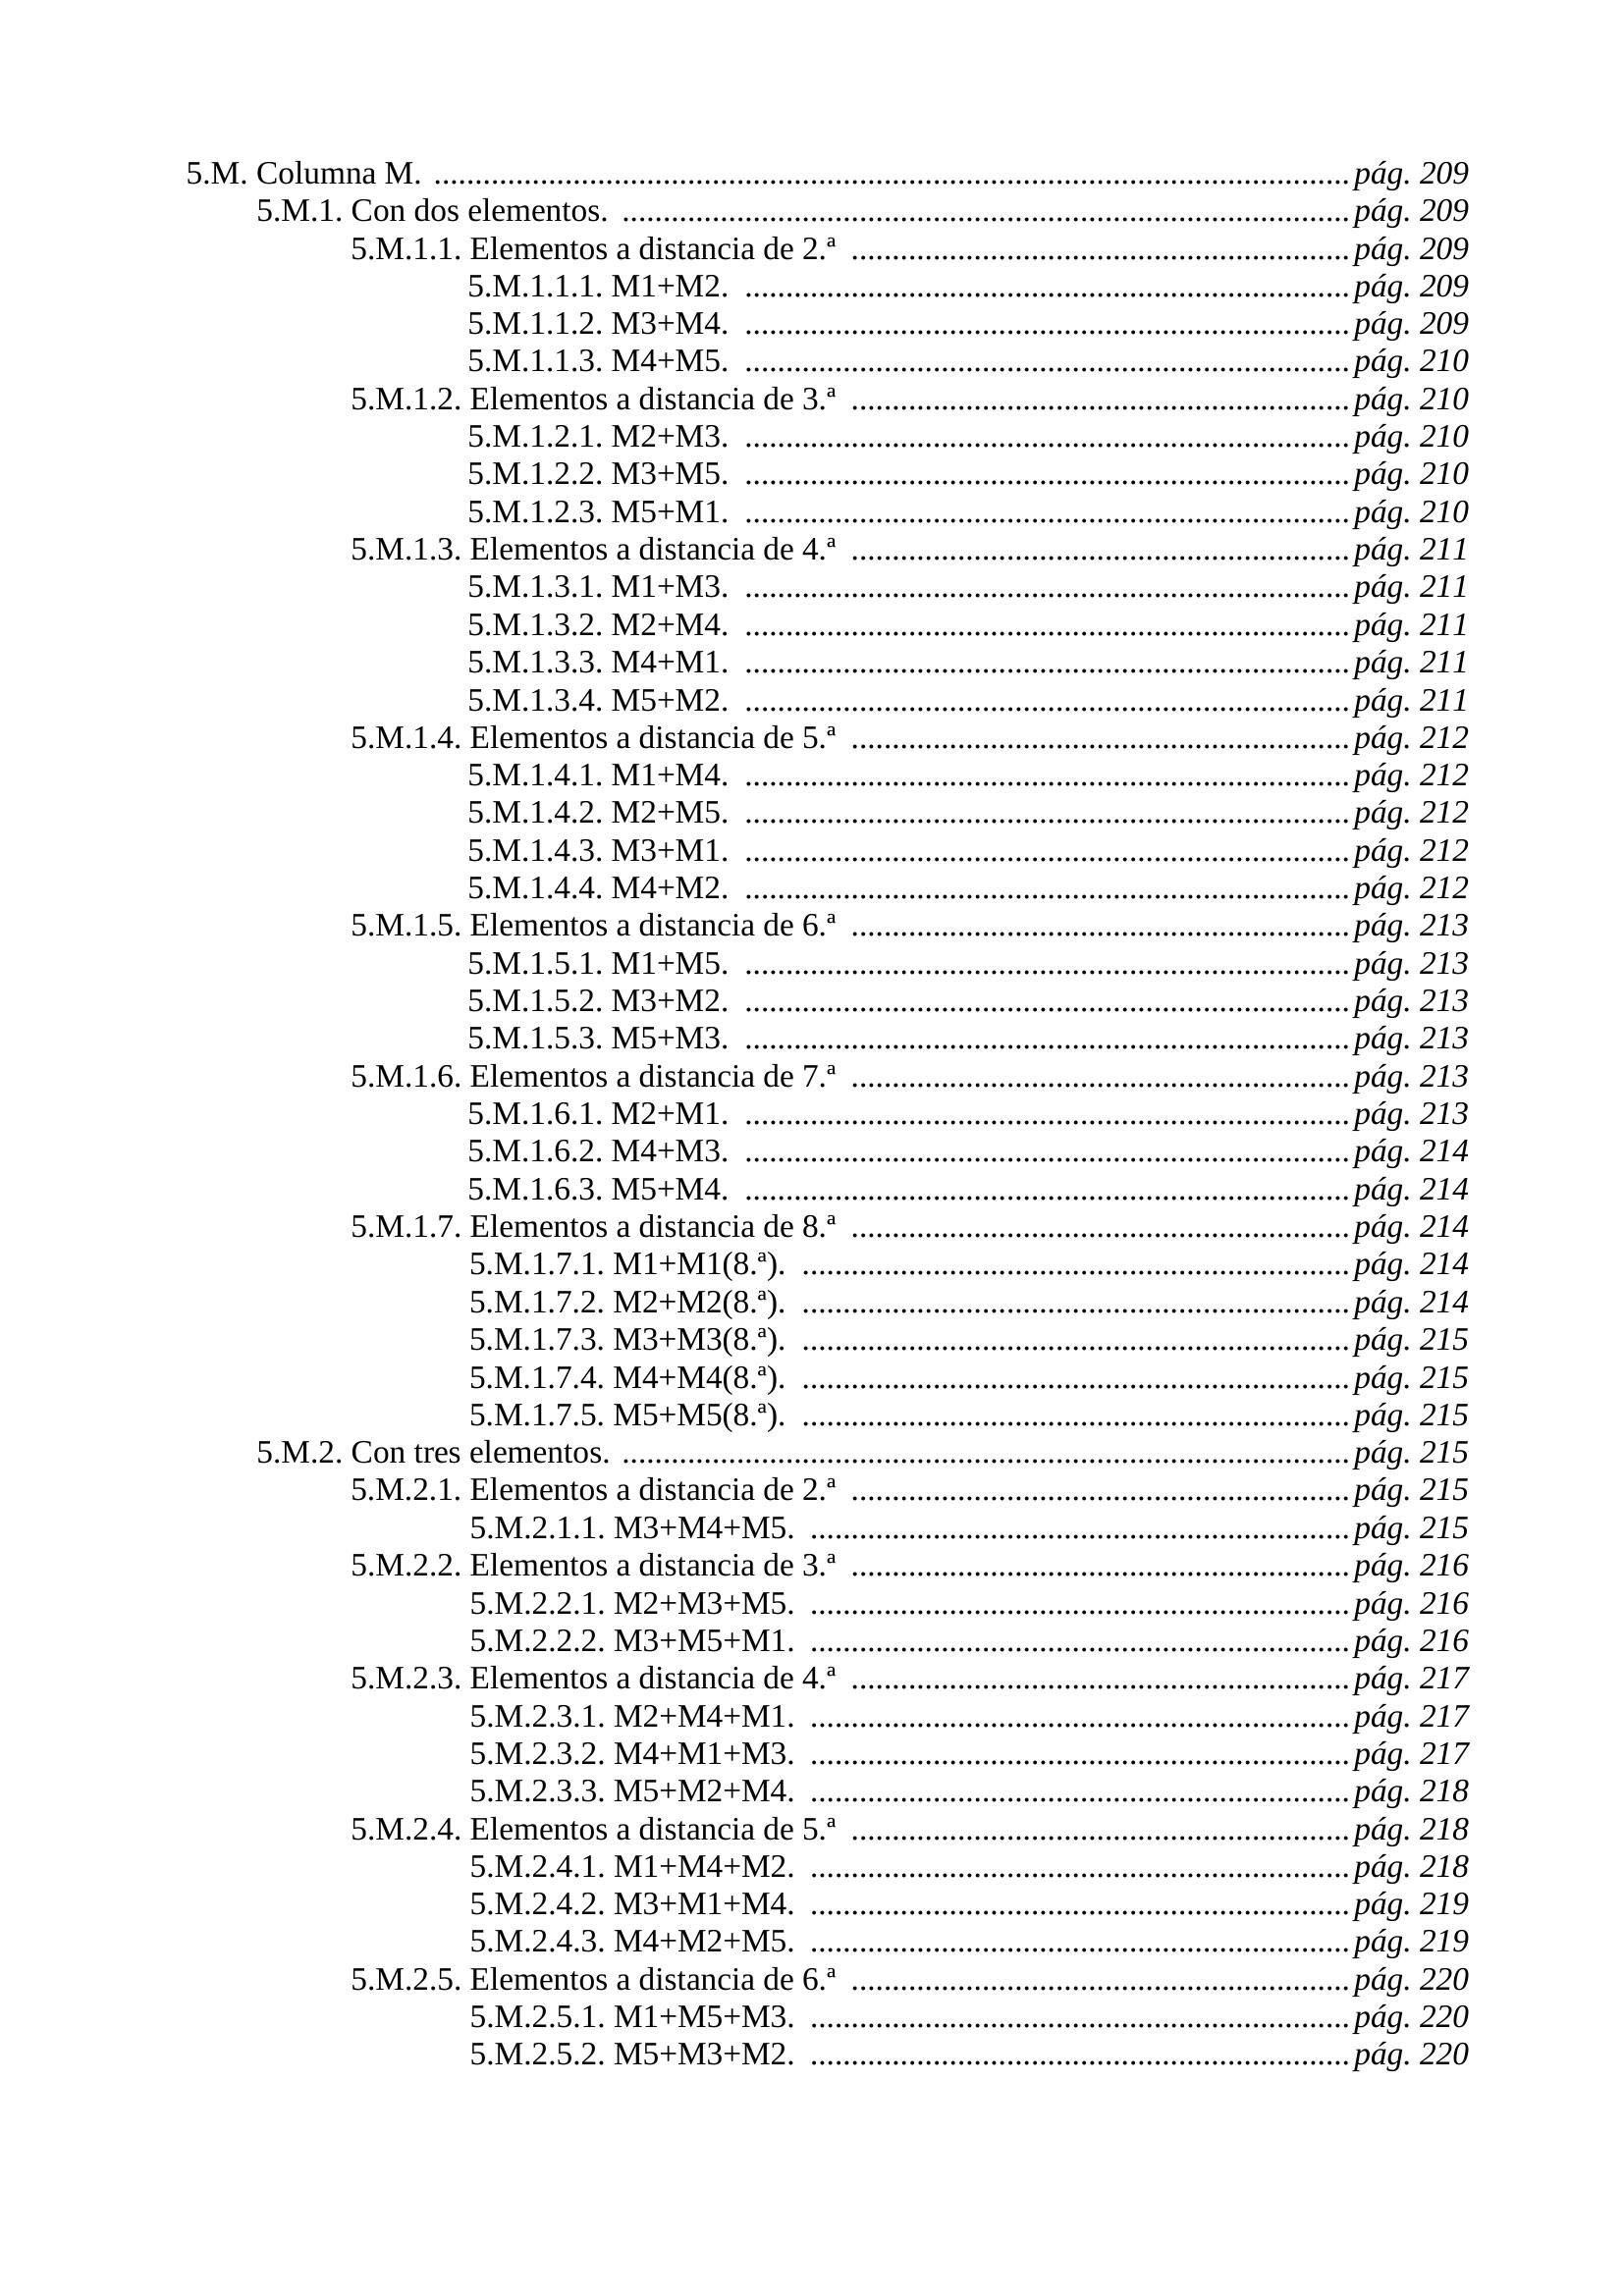 5.M. Columna M. ........................ pág. 209
5.M.1. Con dos elementos. ........................ pág. 209
5.M.1.1. Elementos a distancia de 2.ª ........................ pág. 209
5.M.1.1.1. M1+M2. ........................ pág. 209
5.M.1.1.2. M3+M4. ........................ pág. 209
5.M.1.1.3. M4+M5. ........................ pág. 210
5.M.1.2. Elementos a distancia de 3.ª ........................ pág. 210
5.M.1.2.1. M2+M3. ........................ pág. 210
5.M.1.2.2. M3+M5. ........................ pág. 210
5.M.1.2.3. M5+M1. ........................ pág. 210
5.M.1.3. Elementos a distancia de 4.ª ........................ pág. 211
5.M.1.3.1. M1+M3. ........................ pág. 211
5.M.1.3.2. M2+M4. ........................ pág. 211
5.M.1.3.3. M4+M1. ........................ pág. 211
5.M.1.3.4. M5+M2. ........................ pág. 211
5.M.1.4. Elementos a distancia de 5.ª ........................ pág. 212
5.M.1.4.1. M1+M4. ........................ pág. 212
5.M.1.4.2. M2+M5. ........................ pág. 212
5.M.1.4.3. M3+M1. ........................ pág. 212
5.M.1.4.4. M4+M2. ........................ pág. 212
5.M.1.5. Elementos a distancia de 6.ª ........................ pág. 213
5.M.1.5.1. M1+M5. ........................ pág. 213
5.M.1.5.2. M3+M2. ........................ pág. 213
5.M.1.5.3. M5+M3. ........................ pág. 213
5.M.1.6. Elementos a distancia de 7.ª ........................ pág. 213
5.M.1.6.1. M2+M1. ........................ pág. 213
5.M.1.6.2. M4+M3. ........................ pág. 214
5.M.1.6.3. M5+M4. ........................ pág. 214
5.M.1.7. Elementos a distancia de 8.ª ........................ pág. 214
5.M.1.7.1. M1+M1(8.ª). ........................ pág. 214
5.M.1.7.2. M2+M2(8.ª). ........................ pág. 214
5.M.1.7.3. M3+M3(8.ª). ........................ pág. 215
5.M.1.7.4. M4+M4(8.ª). ........................ pág. 215
5.M.1.7.5. M5+M5(8.ª). ........................ pág. 215
5.M.2. Con tres elementos. ........................ pág. 215
5.M.2.1. Elementos a distancia de 2.ª ........................ pág. 215
5.M.2.1.1. M3+M4+M5. ........................ pág. 215
5.M.2.2. Elementos a distancia de 3.ª ........................ pág. 216
5.M.2.2.1. M2+M3+M5. ........................ pág. 216
5.M.2.2.2. M3+M5+M1. ........................ pág. 216
5.M.2.3. Elementos a distancia de 4.ª ........................ pág. 217
5.M.2.3.1. M2+M4+M1. ........................ pág. 217
5.M.2.3.2. M4+M1+M3. ........................ pág. 217
5.M.2.3.3. M5+M2+M4. ........................ pág. 218
5.M.2.4. Elementos a distancia de 5.ª ........................ pág. 218
5.M.2.4.1. M1+M4+M2. ........................ pág. 218
5.M.2.4.2. M3+M1+M4. ........................ pág. 219
5.M.2.4.3. M4+M2+M5. ........................ pág. 219
5.M.2.5. Elementos a distancia de 6.ª ........................ pág. 220
5.M.2.5.1. M1+M5+M3. ........................ pág. 220
5.M.2.5.2. M5+M3+M2. ........................ pág. 220